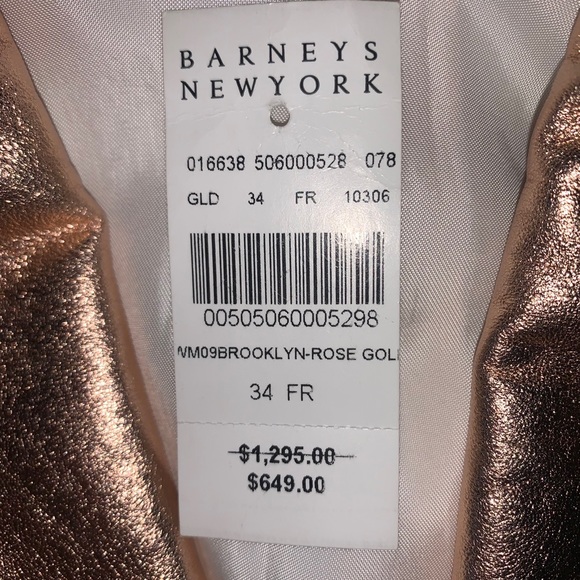 BARNEYS
NEWYORK
016638 506000528 078
GLD 34 FR 10306
00505060005298
WM09BROOKLYN-ROSE GOL
34 FR
$1,295.00
$649.00